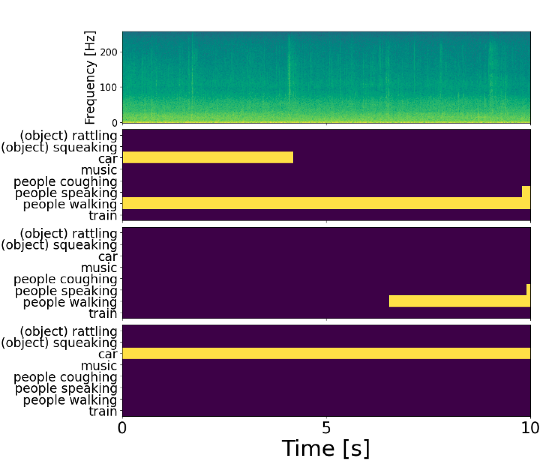 Frequency [Hz]
200
100
0
(object) rattling
(object) squeaking
car
music
people coughing
people speaking
people walking
train
(object) rattling
(object) squeaking
car
music
people coughing
people speaking
people walking
train
(object) rattling
(object) squeaking
car
music
people coughing
people speaking
people walking
train
0 5 10
Time [s]